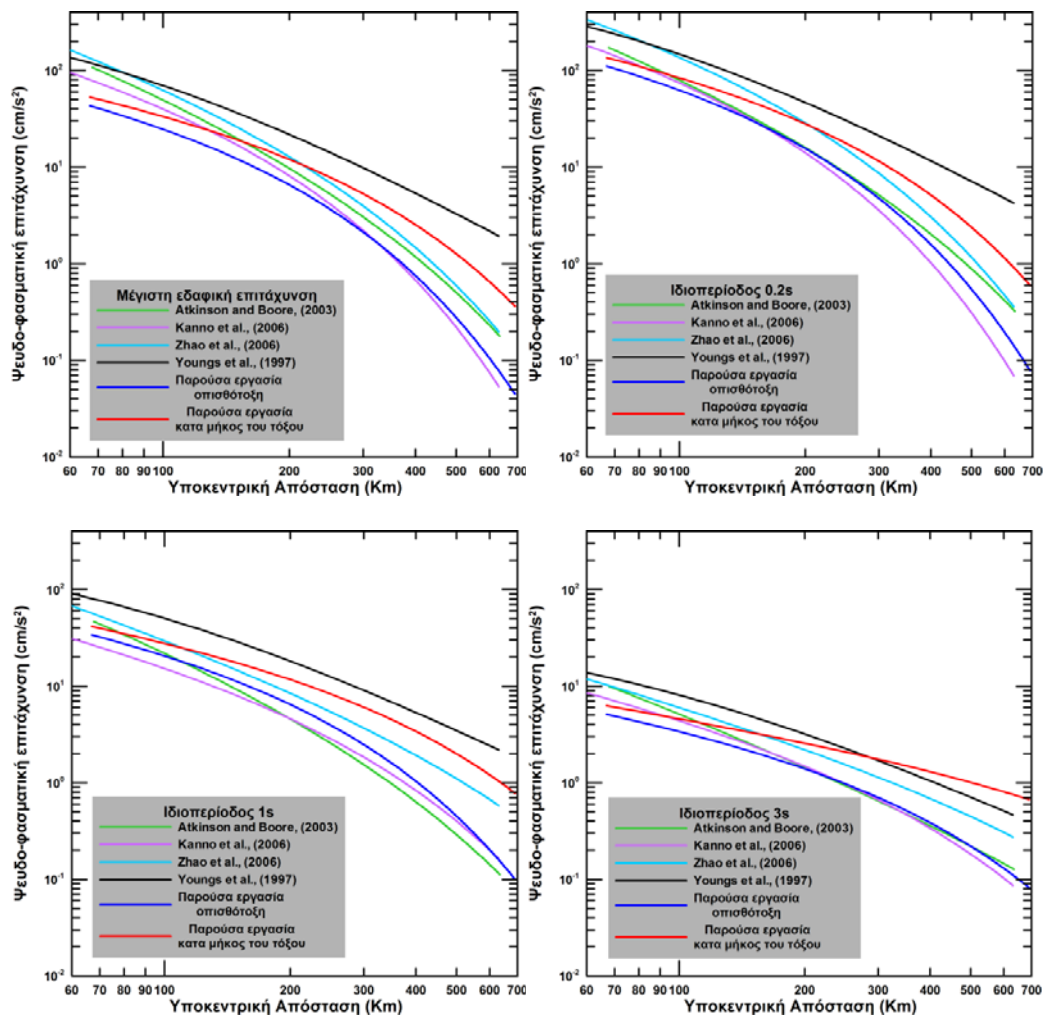 Ψευδο-φασματική επιτάχυνση (cm/s²)
10²
10¹
10⁰
10⁻¹
10⁻²
Μέγιστη εδαφική επιτάχυνση
Atkinson and Boore, (2003)
Kanno et al., (2006)
Zhao et al., (2006)
Youngs et al., (1997)
Παρούσα εργασία
οπισθότοξη
Παρούσα εργασία
κατα μήκος του τόξου
60 70 80 90 100 200 300 400 500 600 700
Υποκεντρική Απόσταση (Km)
Ψευδο-φασματική επιτάχυνση (cm/s²)
10²
10¹
10⁰
10⁻¹
10⁻²
Ιδιοπερίοδος 0.2s
Atkinson and Boore, (2003)
Kanno et al., (2006)
Zhao et al., (2006)
Youngs et al., (1997)
Παρούσα εργασία
οπισθότοξη
Παρούσα εργασία
κατα μήκος του τόξου
60 70 80 90 100 200 300 400 500 600 700
Υποκεντρική Απόσταση (Km)
Ψευδο-φασματική επιτάχυνση (cm/s²)
10²
10¹
10⁰
10⁻¹
10⁻²
Ιδιοπερίοδος 1s
Atkinson and Boore, (2003)
Kanno et al., (2006)
Zhao et al., (2006)
Youngs et al., (1997)
Παρούσα εργασία
οπισθότοξη
Παρούσα εργασία
κατα μήκος του τόξου
60 70 80 90 100 200 300 400 500 600 700
Υποκεντρική Απόσταση (Km)
Ψευδο-φασματική επιτάχυνση (cm/s²)
10²
10¹
10⁰
10⁻¹
10⁻²
Ιδιοπερίοδος 3s
Atkinson and Boore, (2003)
Kanno et al., (2006)
Zhao et al., (2006)
Youngs et al., (1997)
Παρούσα εργασία
οπισθότοξη
Παρούσα εργασία
κατα μήκος του τόξου
60 70 80 90 100 200 300 400 500 600 700
Υποκεντρική Απόσταση (Km)